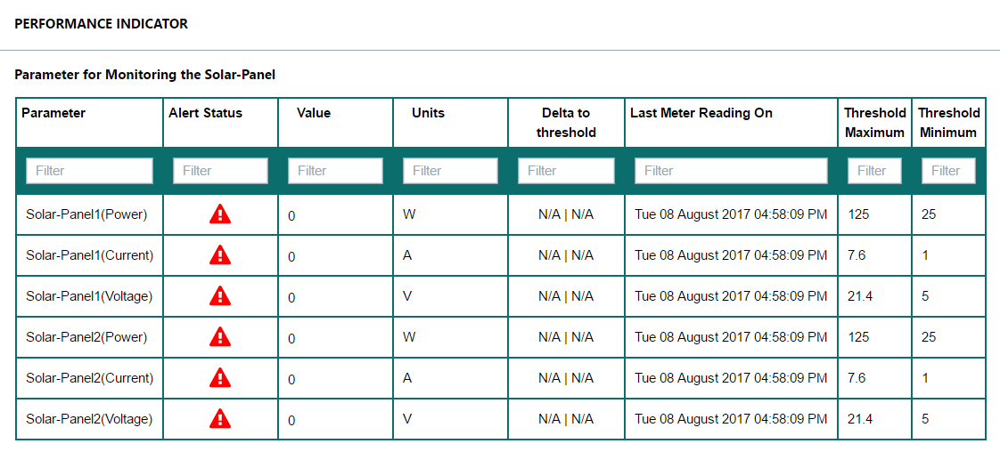 PERFORMANCE INDICATOR
Parameter for Monitoring the Solar-Panel
Parameter Alert Status Value Units Delta to threshold Last Meter Reading On Threshold Maximum Threshold Minimum
Filter Filter Filter Filter Filter Filter Filter Filter
Solar-Panel1(Power) 0 W N/A | N/A Tue 08 August 2017 04:58:09 PM 125 25
Solar-Panel1(Current) 0 A N/A | N/A Tue 08 August 2017 04:58:09 PM 7.6 1
Solar-Panel1(Voltage) 0 V N/A | N/A Tue 08 August 2017 04:58:09 PM 21.4 5
Solar-Panel2(Power) 0 W N/A | N/A Tue 08 August 2017 04:58:09 PM 125 25
Solar-Panel2(Current) 0 A N/A | N/A Tue 08 August 2017 04:58:09 PM 7.6 1
Solar-Panel2(Voltage) 0 V N/A | N/A Tue 08 August 2017 04:58:09 PM 21.4 5